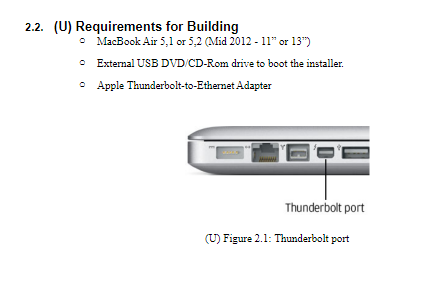 2.2. (U) Requirements for Building
MacBook Air 5,1 or 5,2 (Mid 2012 - 11” or 13”)
External USB DVD/CD-Rom drive to boot the installer.
Apple Thunderbolt-to-Ethernet Adapter
Thunderbolt port
(U) Figure 2.1: Thunderbolt port